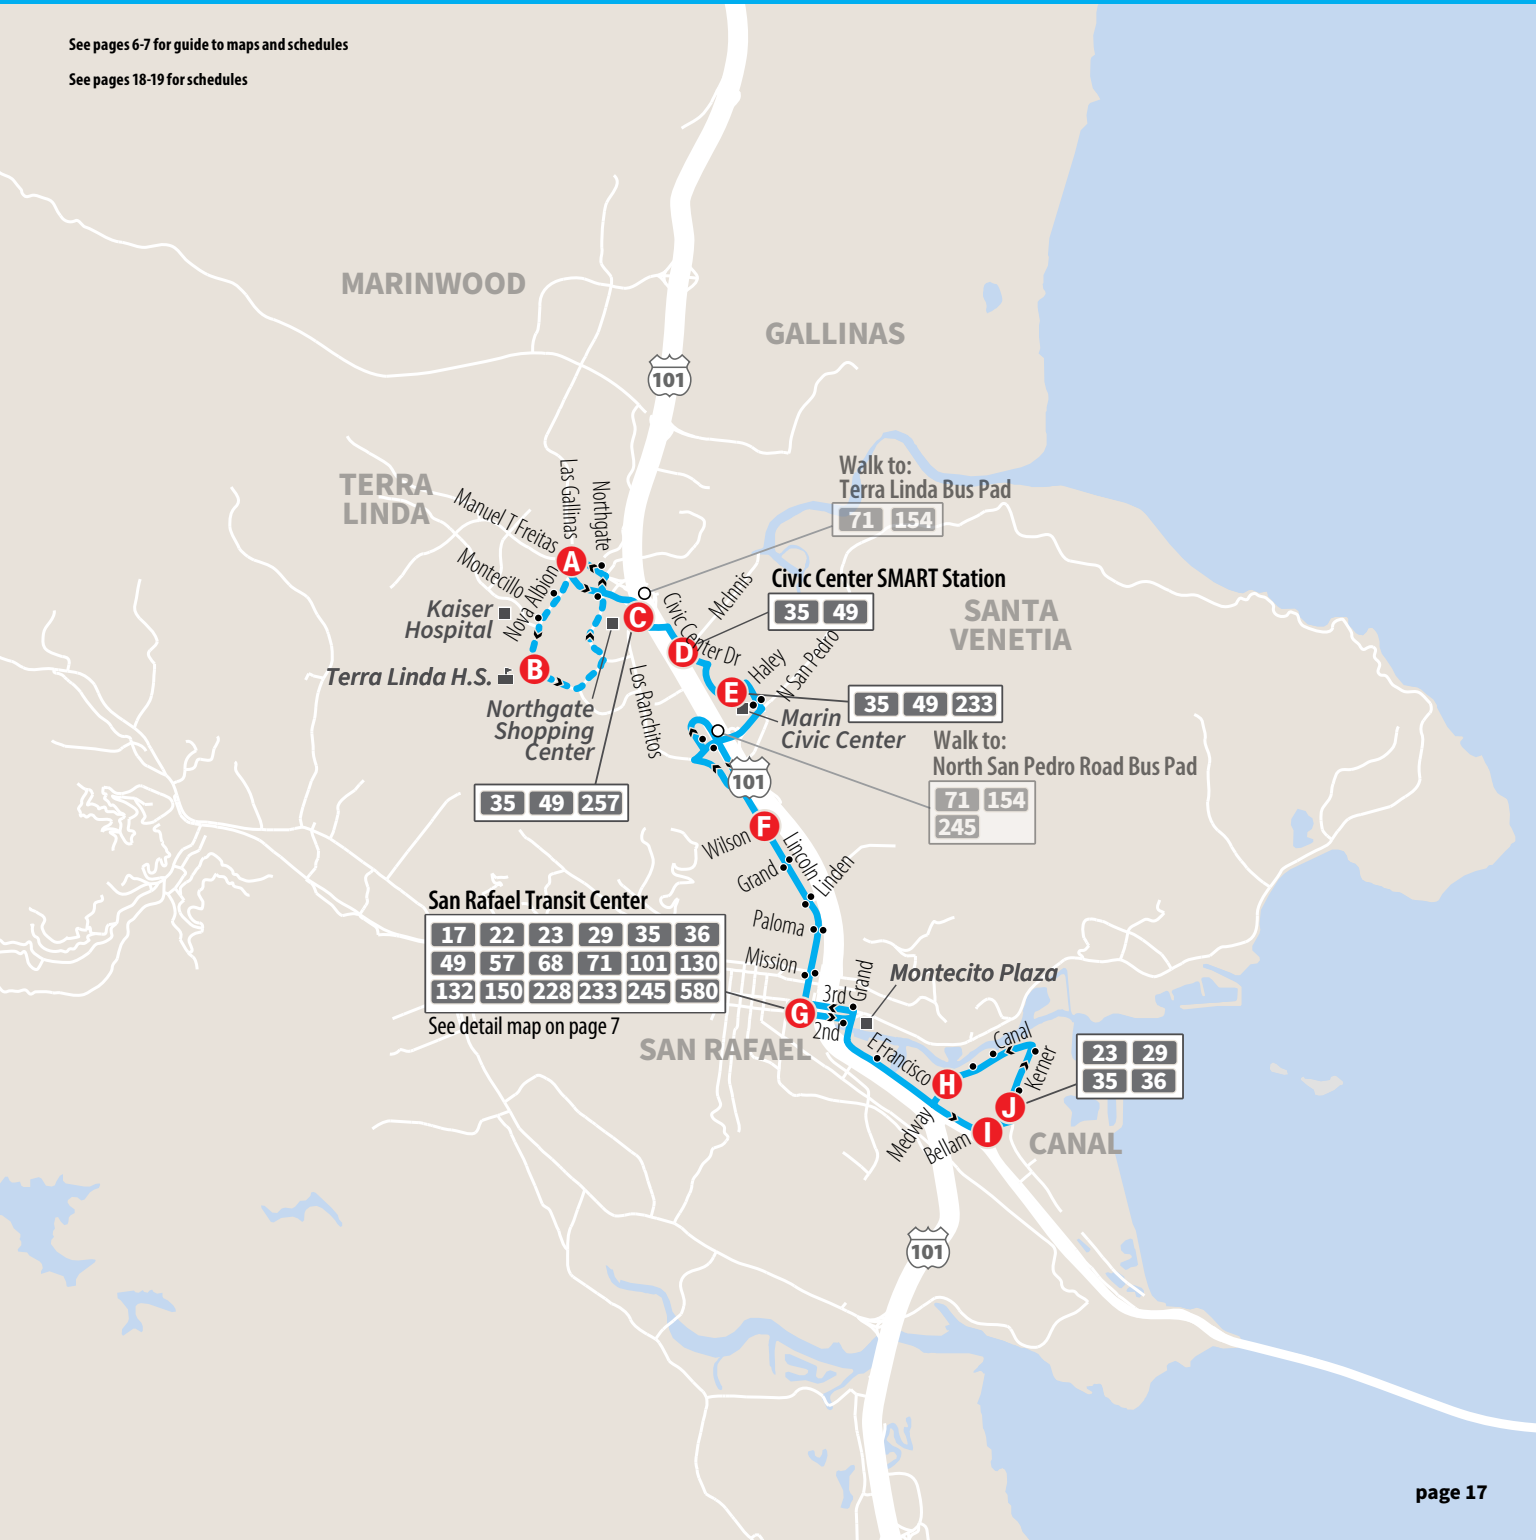 See pages 6-7 for guide to maps and schedules
See pages 18-19 for schedules
MARINWOOD
GALLINAS
101
TERRA
LINDA
Las Gallinas
Northgate
Manuel T Freitas
Montecillo
Nova Albion
A
Walk to:
Terra Linda Bus Pad
71 154
Kaiser
Hospital
C
Civic Center Dr
McInnis
Civic Center SMART Station
35 49
SANTA
VENETIA
Terra Linda H.S.
B
D
E
Haley
N San Pedro
35 49 233
Northgate
Shopping
Center
Los Ranchitos
Marin
Civic Center
Walk to:
North San Pedro Road Bus Pad
71 154
245
101
35 49 257
F
Wilson
Lincoln
Grand
Linden
Paloma
Mission
San Rafael Transit Center
17 22 23 29 35 36
49 57 68 71 101 130
132 150 228 233 245 580
See detail map on page 7
3rd
Grand
Montecito Plaza
G
2nd
SAN RAFAEL
E Francisco
Canal
Kerner
23 29
35 36
H
J
I
Medway
Bellam
CANAL
101
page 17